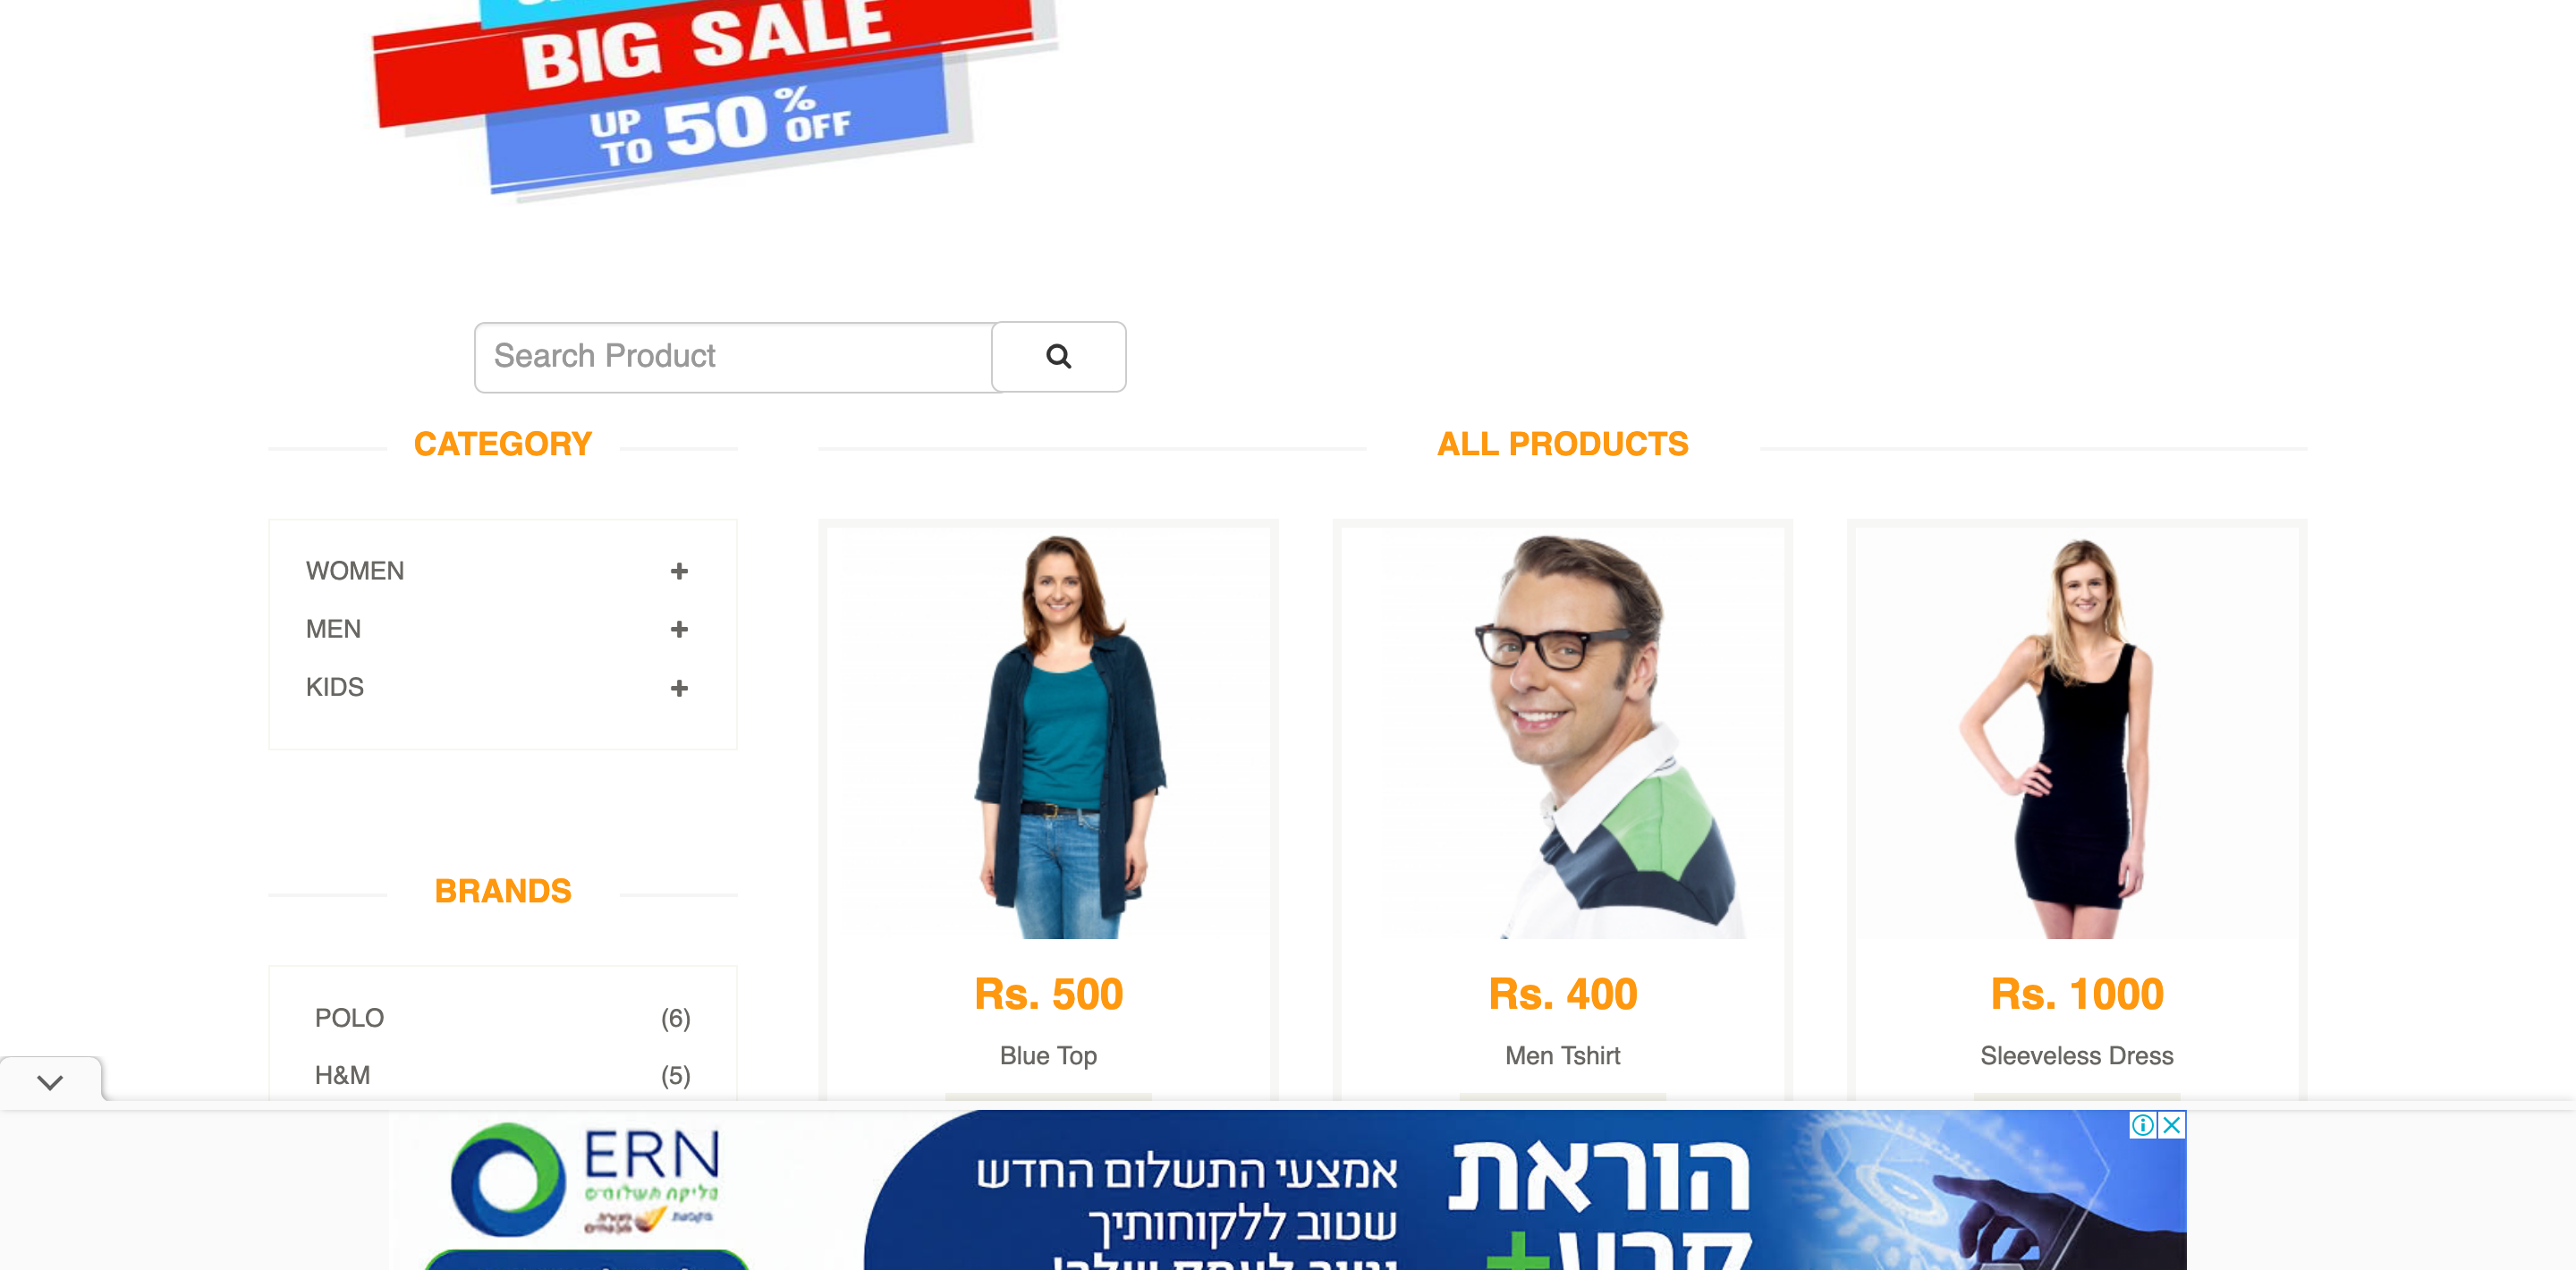 BIG SALE
UP TO 50% OFF
Search Product
CATEGORY
ALL PRODUCTS
WOMEN
MEN
KIDS
BRANDS
POLO (6)
H&M (5)
Rs. 500
Blue Top
Rs. 400
Men Tshirt
Rs. 1000
Sleeveless Dress
ERN
סליקת תשלומים
אמצעי התשלום החדש
שטוב ללקוחותיך
הוראת
קבע+